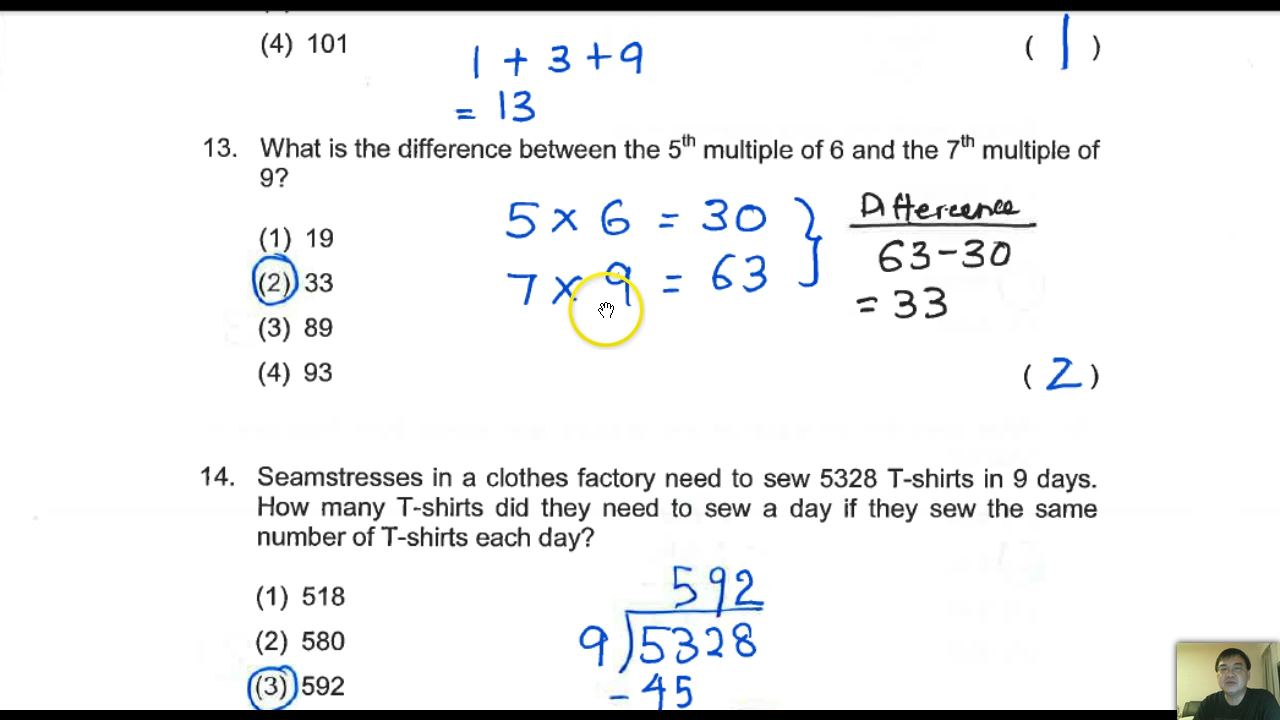 (4) 101
1 + 3 + 9
= 13
( 1 )
13. What is the difference between the 5th multiple of 6 and the 7th multiple of
9?
(1) 19
(2) 33
(3) 89
(4) 93
5 × 6 = 30
7 × 9 = 63
Difference
63 - 30
= 33
( 2 )
14. Seamstresses in a clothes factory need to sew 5328 T-shirts in 9 days.
How many T-shirts did they need to sew a day if they sew the same
number of T-shirts each day?
(1) 518
(2) 580
(3) 592
592
9 5328
- 45